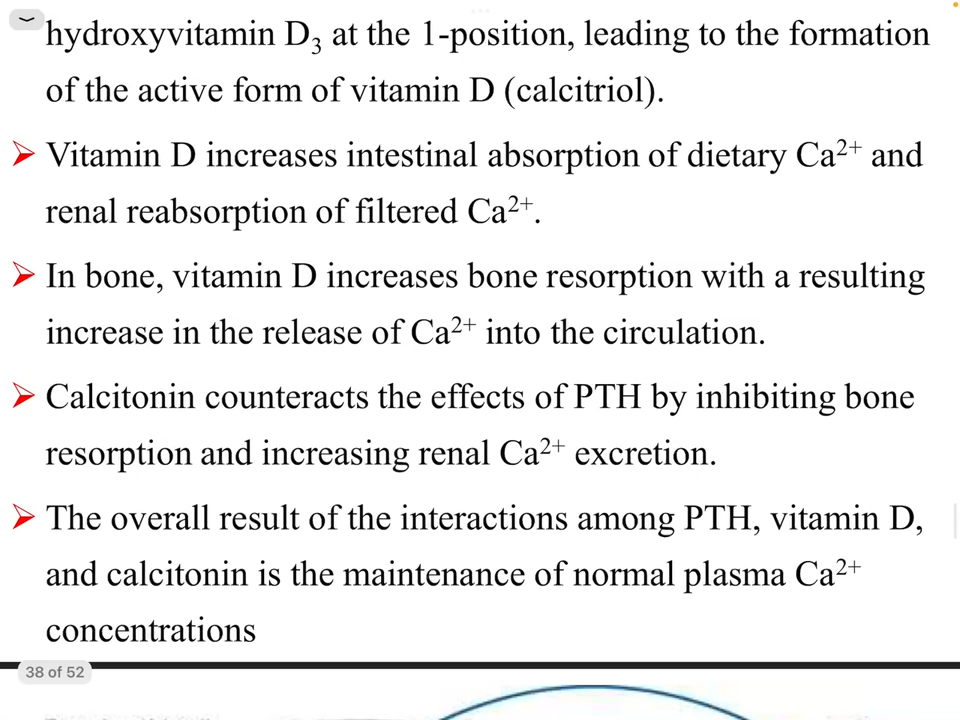 hydroxyvitamin D₃ at the 1-position, leading to the formation
of the active form of vitamin D (calcitriol).
➢ Vitamin D increases intestinal absorption of dietary Ca²⁺ and
renal reabsorption of filtered Ca²⁺.
➢ In bone, vitamin D increases bone resorption with a resulting
increase in the release of Ca²⁺ into the circulation.
➢ Calcitonin counteracts the effects of PTH by inhibiting bone
resorption and increasing renal Ca²⁺ excretion.
➢ The overall result of the interactions among PTH, vitamin D,
and calcitonin is the maintenance of normal plasma Ca²⁺
concentrations
38 of 52